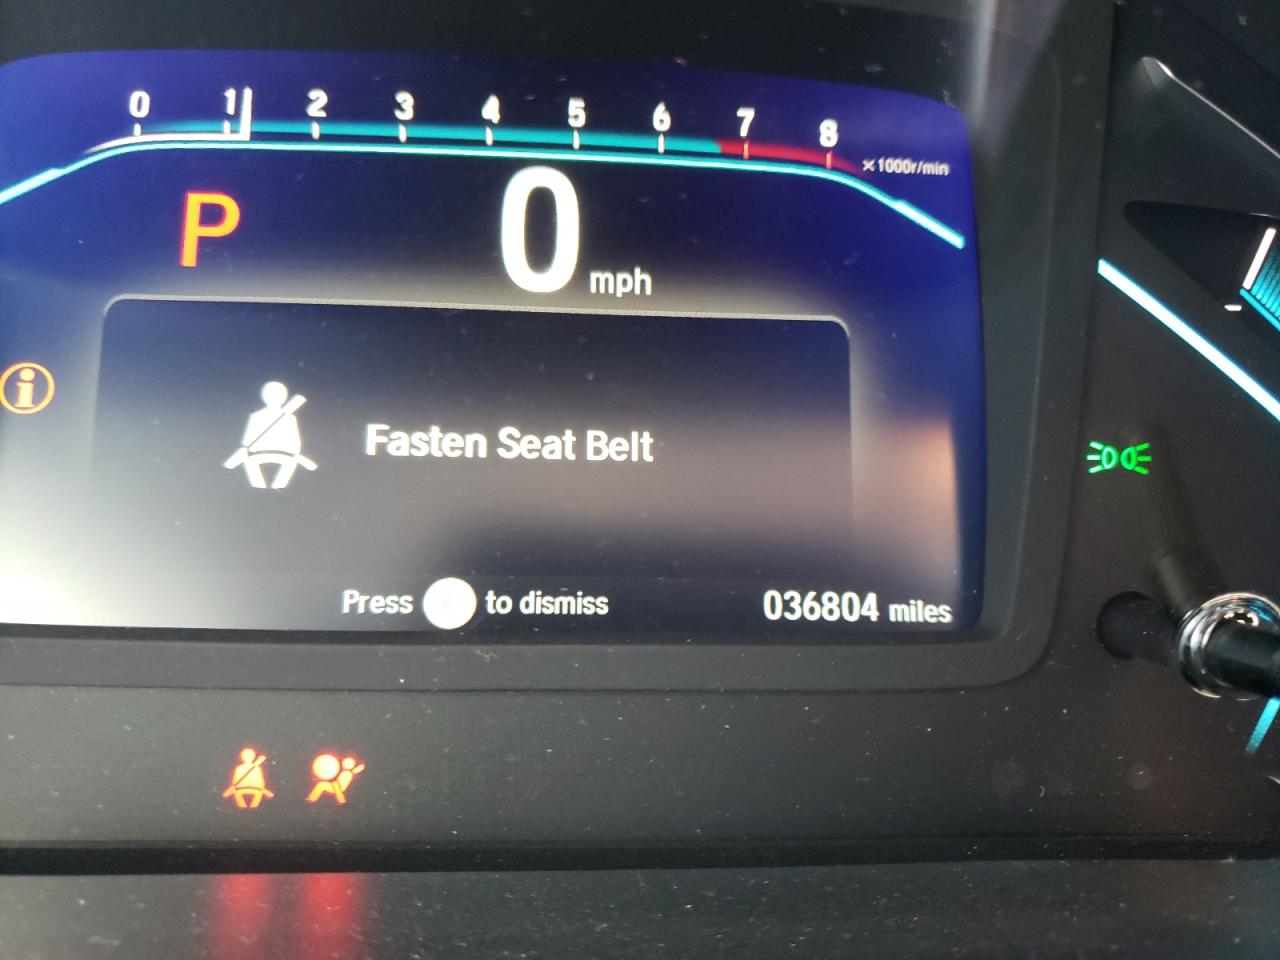 0 1 2 3 4 5 6 7 8
×1000r/min
P
0 mph
Fasten Seat Belt
Press to dismiss
036804 miles